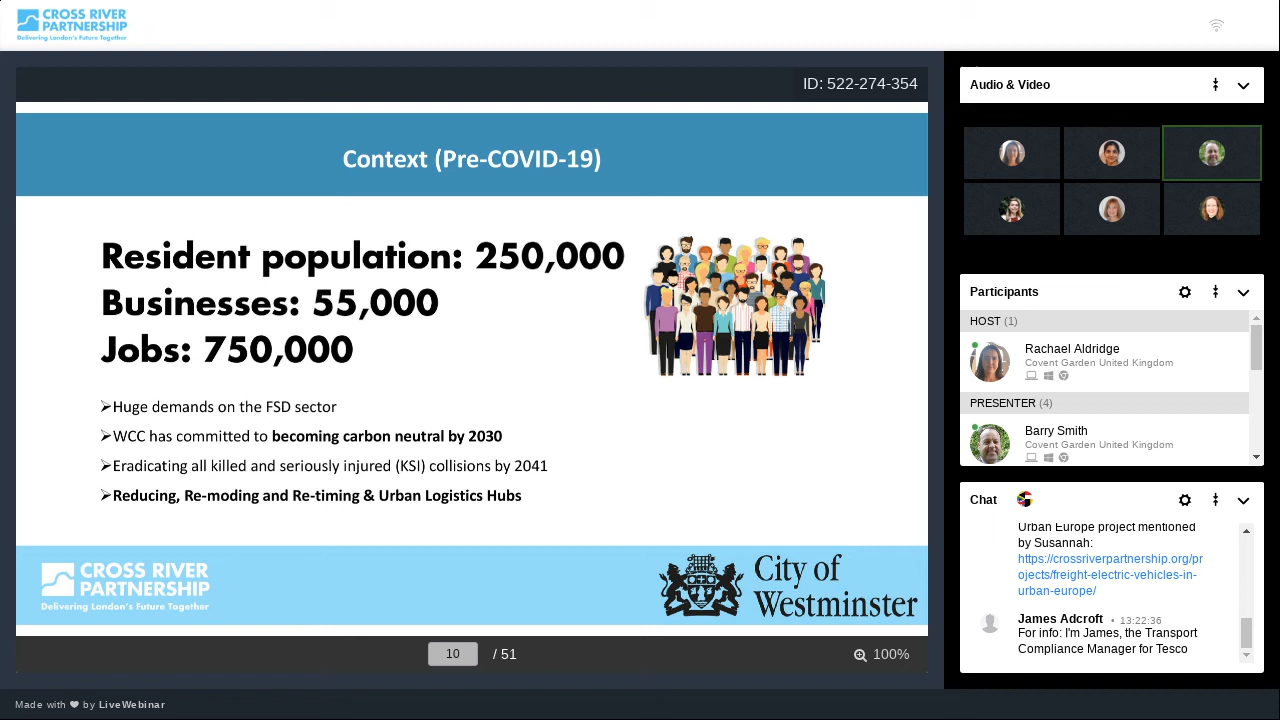 CROSS RIVER
PARTNERSHIP
Delivering London's Future Together
ID: 522-274-354
Context (Pre-COVID-19)
Resident population: 250,000
Businesses: 55,000
Jobs: 750,000
➢Huge demands on the FSD sector
➢WCC has committed to becoming carbon neutral by 2030
➢Eradicating all killed and seriously injured (KSI) collisions by 2041
➢Reducing, Re-moding and Re-timing & Urban Logistics Hubs
CROSS RIVER
PARTNERSHIP
Delivering London's Future Together
City of
Westminster
10 / 51
100%
Audio & Video
Participants
HOST (1)
Rachael Aldridge
Covent Garden United Kingdom
PRESENTER (4)
Barry Smith
Covent Garden United Kingdom
Chat
Urban Europe project mentioned
by Susannah:
https://crossriverpartnership.org/pr
ojects/freight-electric-vehicles-in-
urban-europe/
James Adcroft • 13:22:36
For info: I'm James, the Transport
Compliance Manager for Tesco
Made with ♥ by LiveWebinar